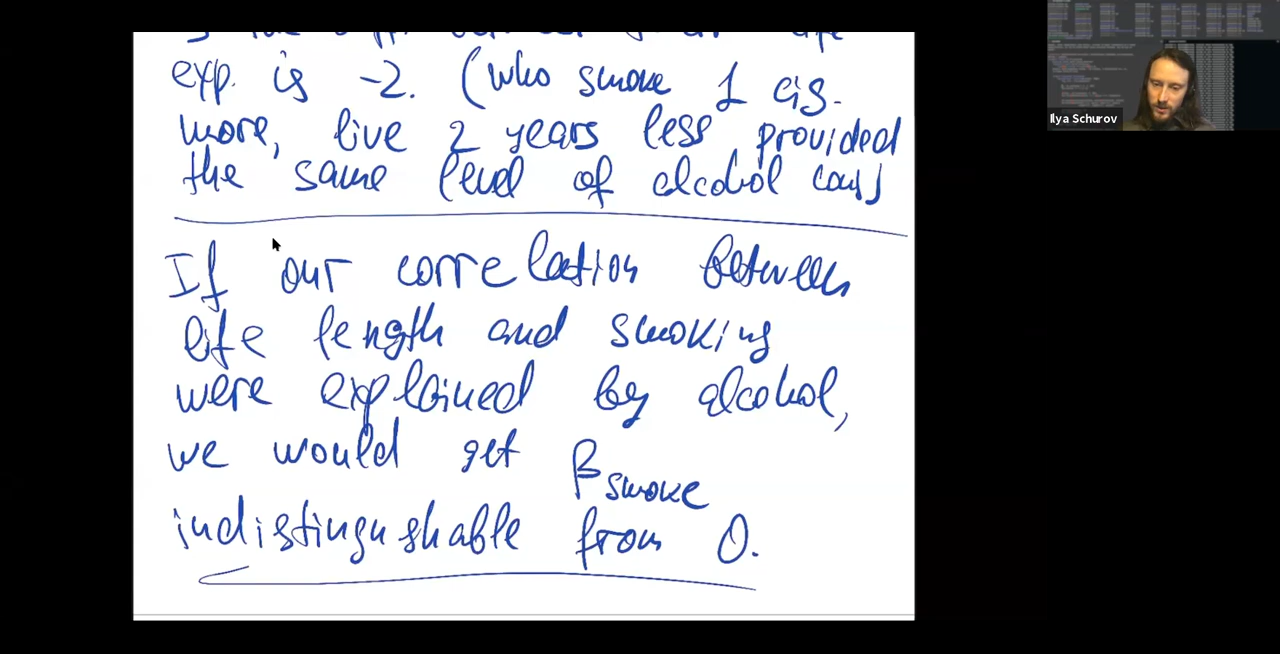 exp. is -2. (who smoke 1 cig.
more, live 2 years less provided
the same level of alcohol cons)
If our correlation between
life length and smoking
were explained by alcohol,
we would get β smoke
indistinguishable from 0.
Ilya Schurov